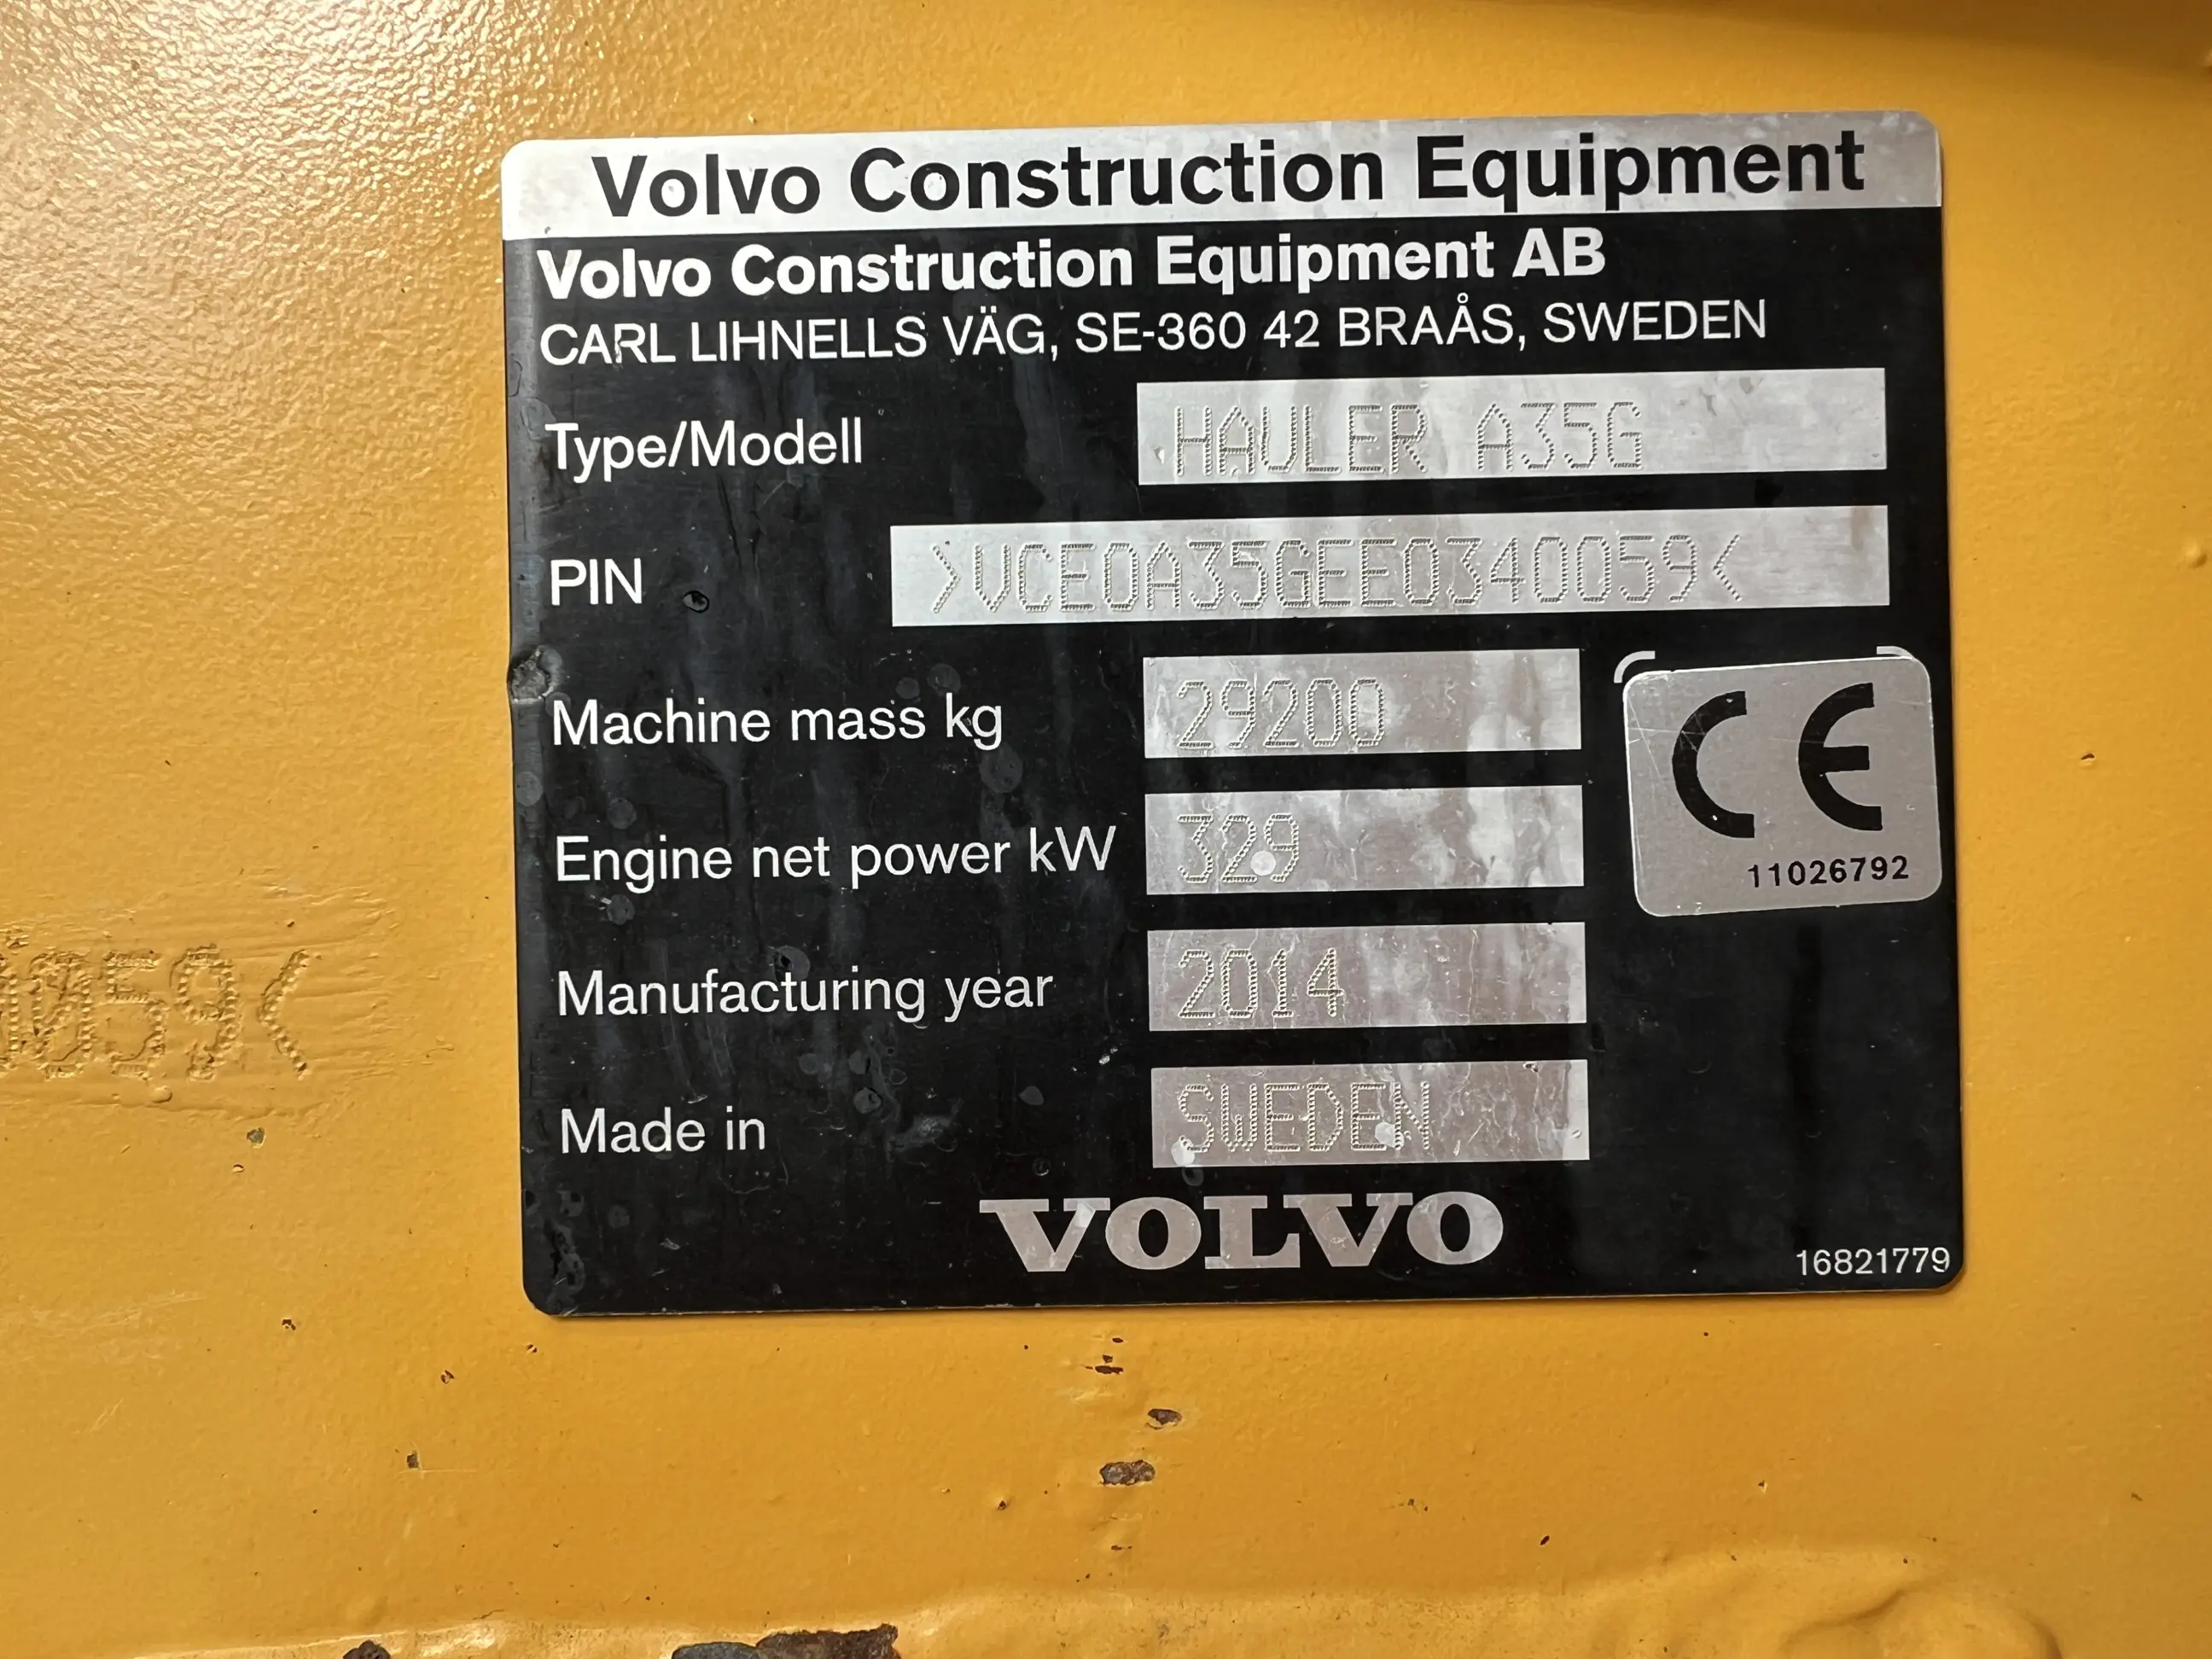 Volvo Construction Equipment
Volvo Construction Equipment AB
CARL LIHNELLS VÄG, SE-360 42 BRAÅS, SWEDEN
Type/Modell HAULER A35G
PIN >VCE0A35GEE0340059<
Machine mass kg 29200
CE
11026792
Engine net power kW 329
Manufacturing year 2014
Made in SWEDEN
VOLVO
16821779
059<